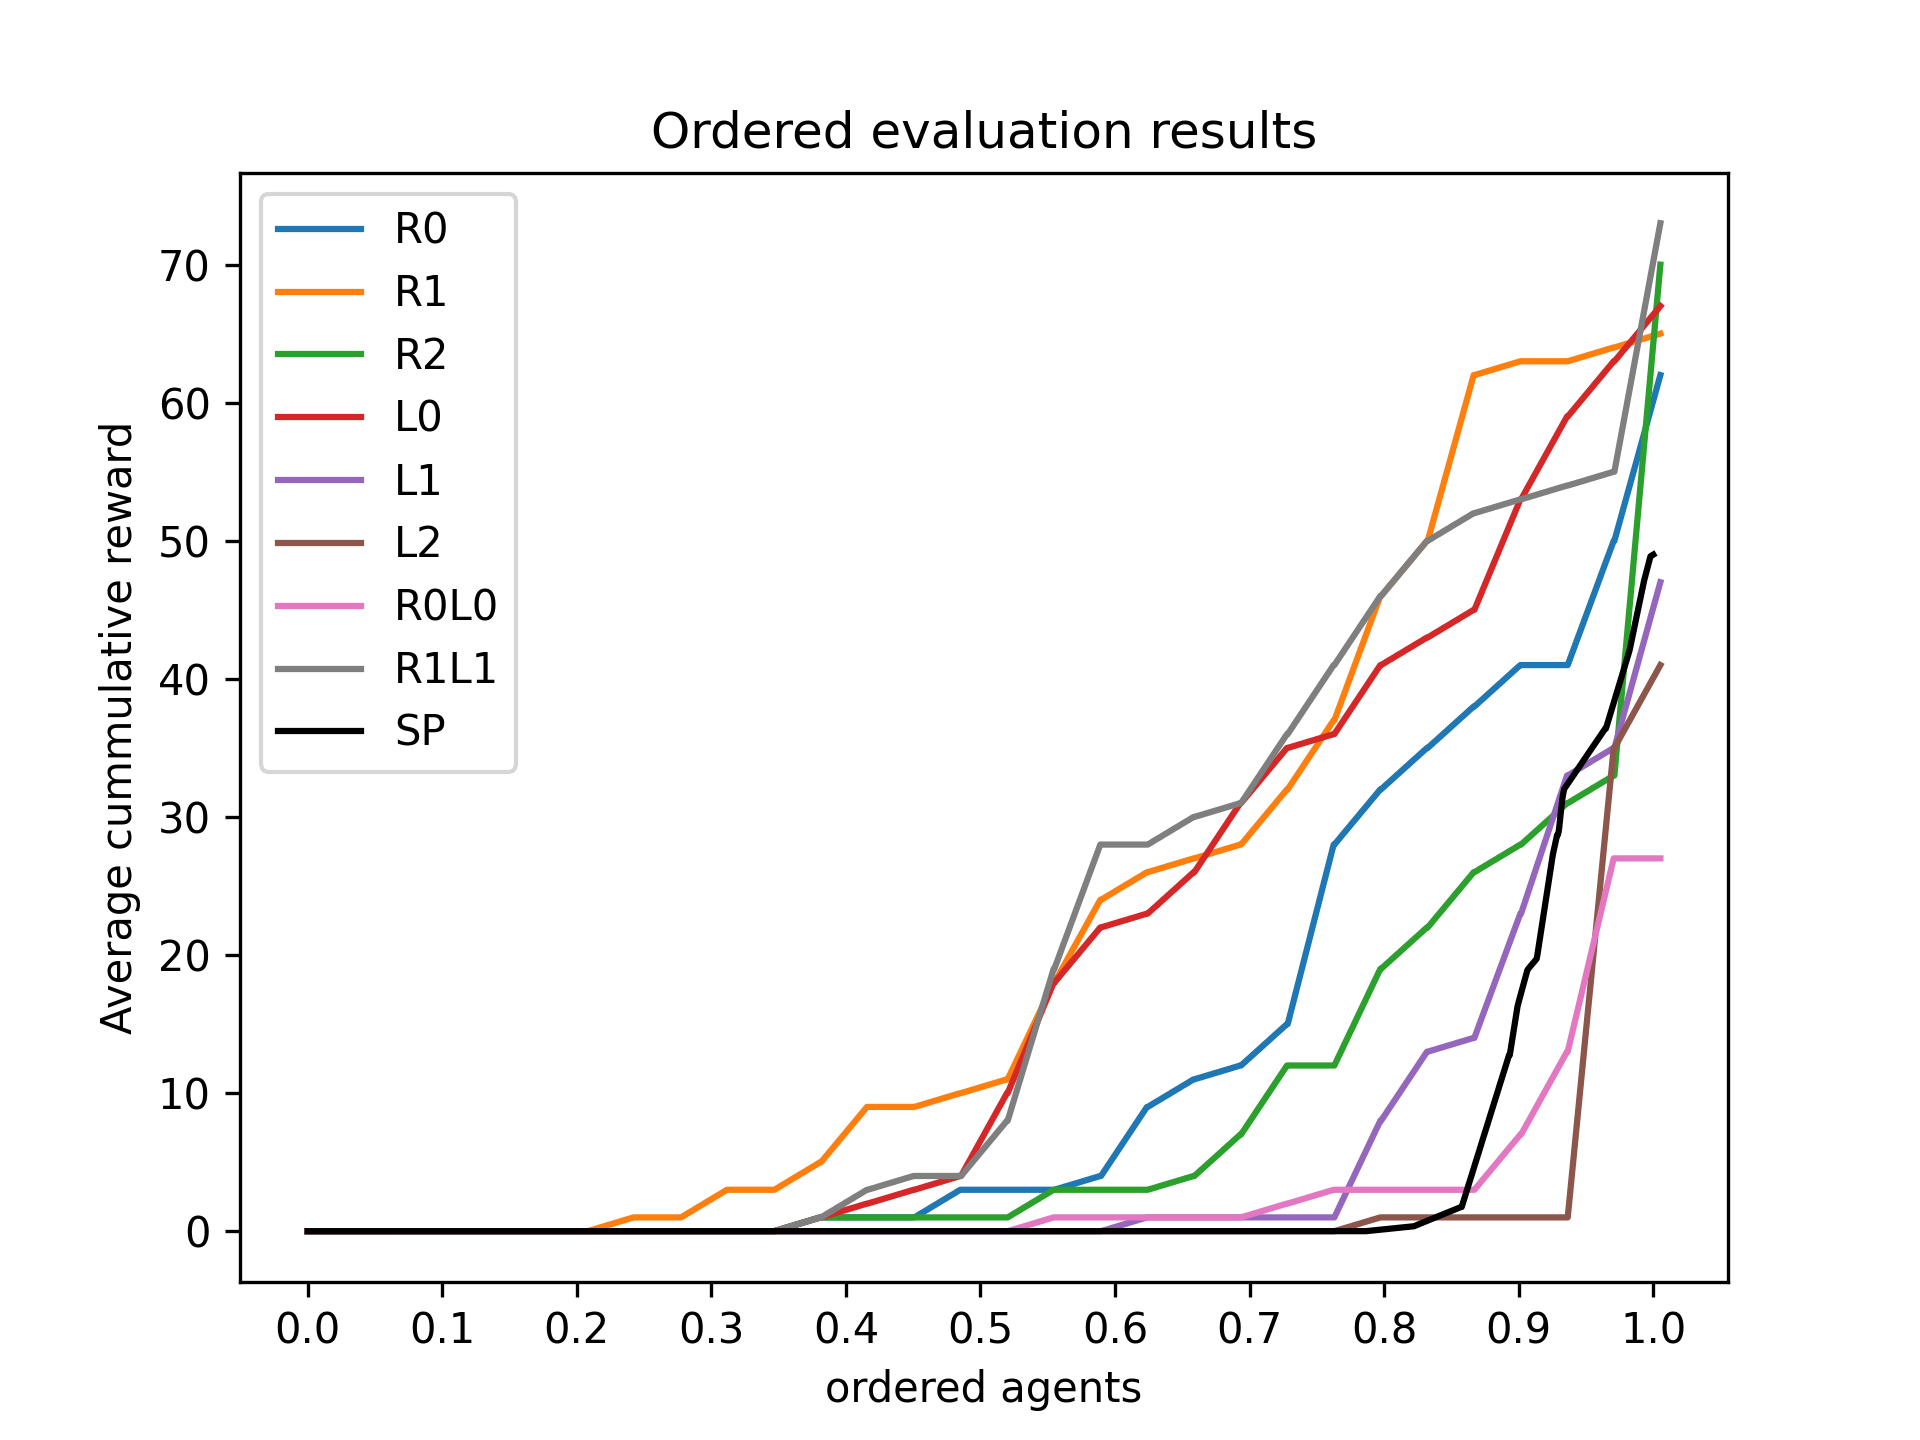 Ordered evaluation results
R0
R1
R2
L0
L1
L2
R0L0
R1L1
SP
Average cummulative reward
70
60
50
40
30
20
10
0
0.0 0.1 0.2 0.3 0.4 0.5 0.6 0.7 0.8 0.9 1.0
ordered agents